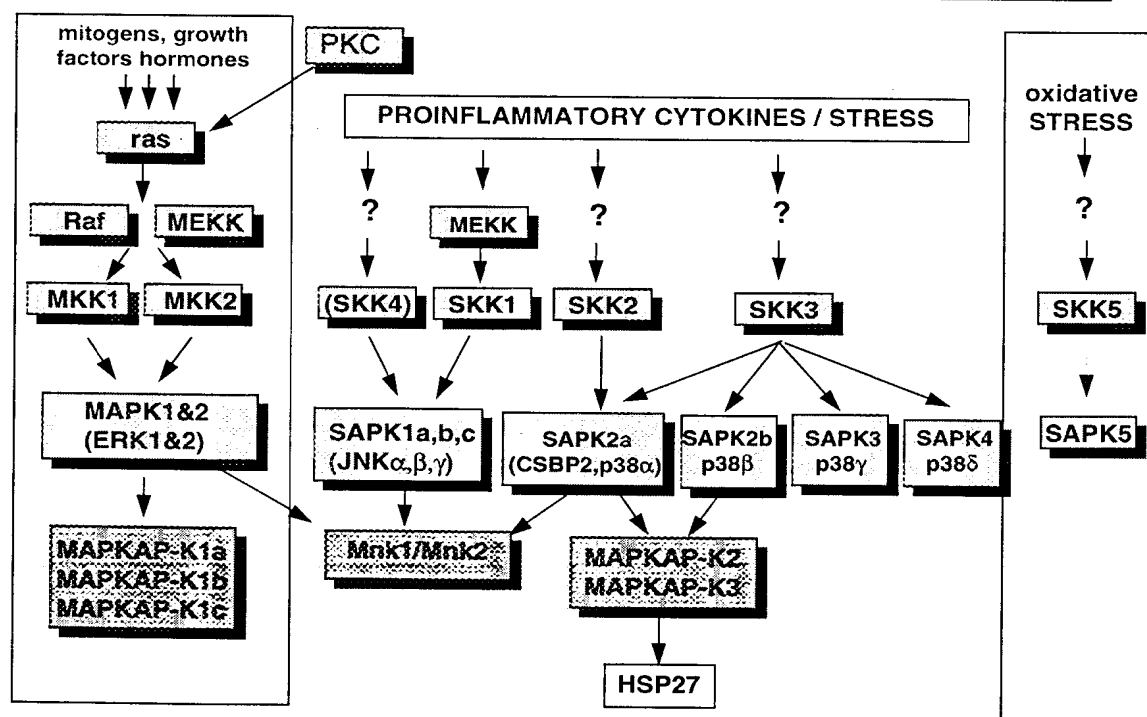 mitogens, growth
factors hormones
PKC
ras
Raf
MEKK
MKK1
MKK2
MAPK1&2
(ERK1&2)
MAPKAP-K1a
MAPKAP-K1b
MAPKAP-K1c
PROINFLAMMATORY CYTOKINES / STRESS
?
MEKK
?
?
(SKK4)
SKK1
SKK2
SKK3
SAPK1a,b,c
(JNKα,β,γ)
SAPK2a
(CSBP2,p38α)
SAPK2b
p38β
SAPK3
p38γ
SAPK4
p38δ
Mnk1/Mnk2
MAPKAP-K2
MAPKAP-K3
HSP27
oxidative
STRESS
?
SKK5
SAPK5